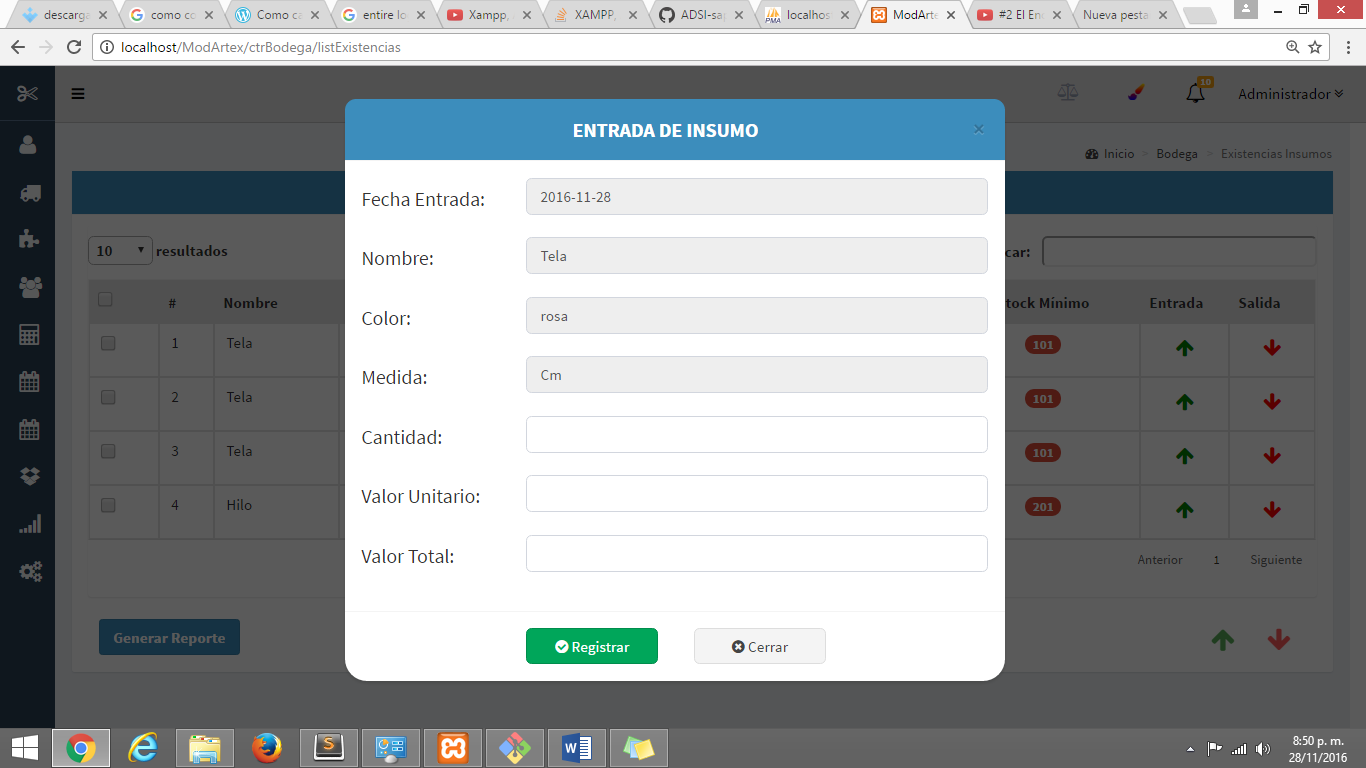 descarga
como co
Como ca
entire lo
Xampp,
XAMPP,
ADSI-sap
localhos
ModArte
#2 El En
Nueva pesta
localhost/ModArtex/ctrBodega/listExistencias
10
Administrador
ENTRADA DE INSUMO
×
Inicio > Bodega > Existencias Insumos
Fecha Entrada: 2016-11-28
10 resultados
car:
Nombre: Tela
# Nombre
tock Mínimo Entrada Salida
Color: rosa
1 Tela 101
Medida: Cm
2 Tela 101
Cantidad:
3 Tela 101
Valor Unitario:
4 Hilo 201
Valor Total:
Anterior 1 Siguiente
Generar Reporte
Registrar
Cerrar
8:50 p. m.
28/11/2016